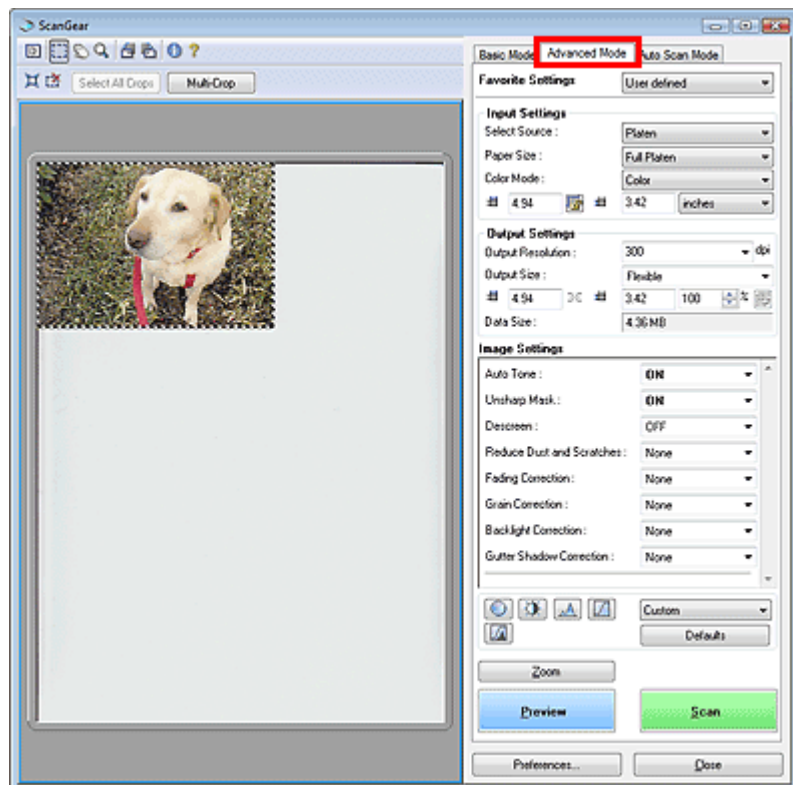 ScanGear
Select All Crops Multi-Crop
Basic Mode Advanced Mode Auto Scan Mode
Favorite Settings User defined
Input Settings
Select Source : Platen
Paper Size : Full Platen
Color Mode : Color
4.94 3.42 inches
Output Settings
Output Resolution : 300 dpi
Output Size : Flexible
4.94 3.42 100 %
Data Size : 4.36 MB
Image Settings
Auto Tone : ON
Unsharp Mask : ON
Descreen : OFF
Reduce Dust and Scratches : None
Fading Correction : None
Grain Correction : None
Backlight Correction : None
Gutter Shadow Correction : None
Custom
Defaults
Zoom
Preview Scan
Preferences... Close